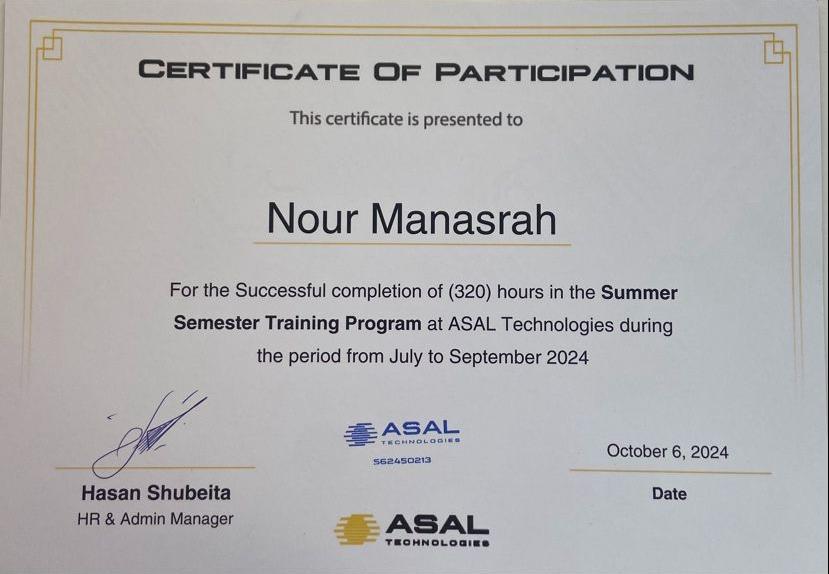 CERTIFICATE OF PARTICIPATION
This certificate is presented to
Nour Manasrah
For the Successful completion of (320) hours in the Summer
Semester Training Program at ASAL Technologies during
the period from July to September 2024
ASAL
TECHNOLOGIES
562450213
October 6, 2024
Hasan Shubeita
Date
HR & Admin Manager
ASAL
TECHNOLOGIES